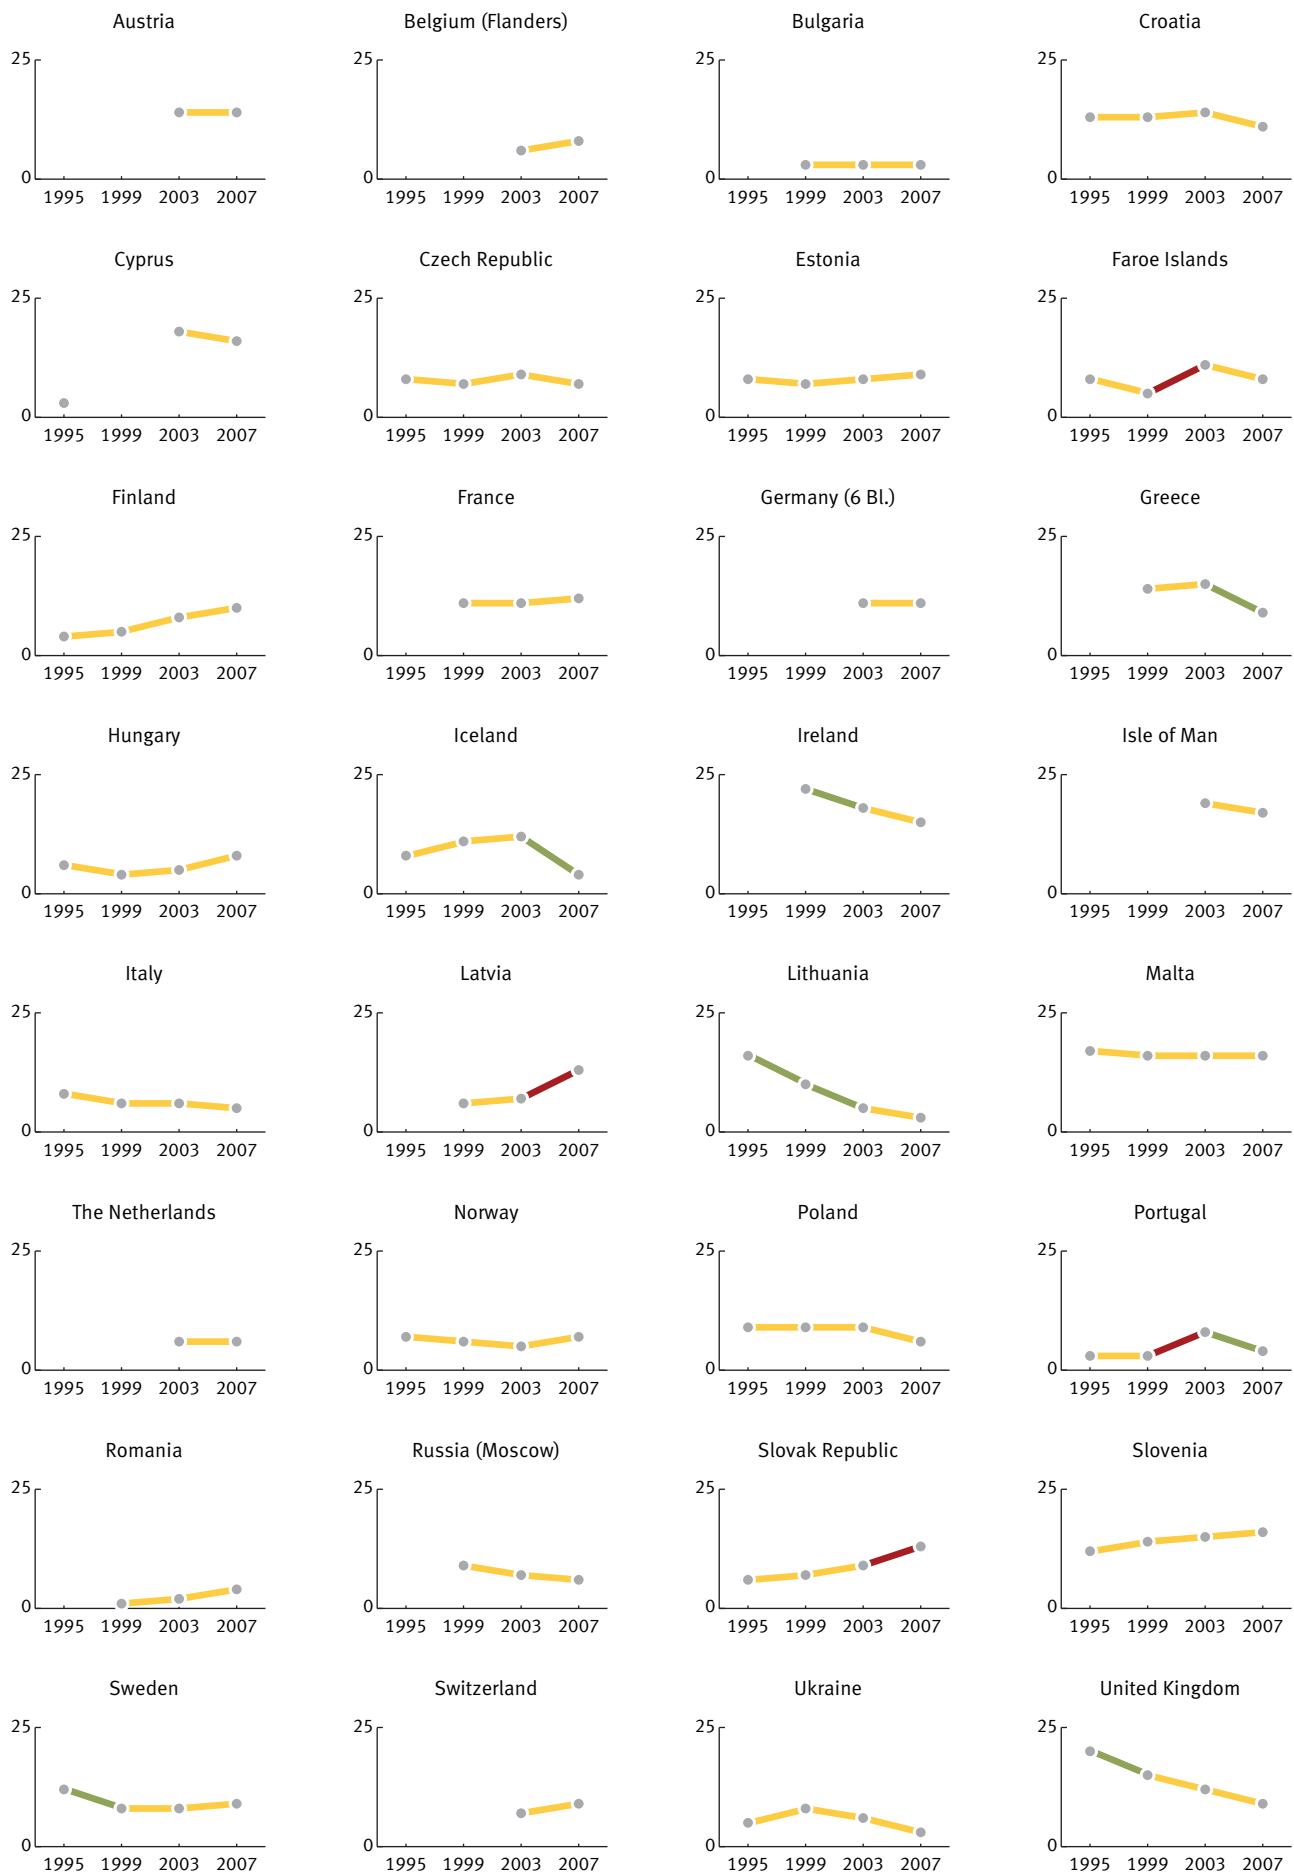 Austria Belgium (Flanders) Bulgaria Croatia
25 25 25 25
0 0 0 0
1995 1999 2003 2007 1995 1999 2003 2007 1995 1999 2003 2007 1995 1999 2003 2007
Cyprus Czech Republic Estonia Faroe Islands
25 25 25 25
0 0 0 0
1995 1999 2003 2007 1995 1999 2003 2007 1995 1999 2003 2007 1995 1999 2003 2007
Finland France Germany (6 Bl.) Greece
25 25 25 25
0 0 0 0
1995 1999 2003 2007 1995 1999 2003 2007 1995 1999 2003 2007 1995 1999 2003 2007
Hungary Iceland Ireland Isle of Man
25 25 25 25
0 0 0 0
1995 1999 2003 2007 1995 1999 2003 2007 1995 1999 2003 2007 1995 1999 2003 2007
Italy Latvia Lithuania Malta
25 25 25 25
0 0 0 0
1995 1999 2003 2007 1995 1999 2003 2007 1995 1999 2003 2007 1995 1999 2003 2007
The Netherlands Norway Poland Portugal
25 25 25 25
0 0 0 0
1995 1999 2003 2007 1995 1999 2003 2007 1995 1999 2003 2007 1995 1999 2003 2007
Romania Russia (Moscow) Slovak Republic Slovenia
25 25 25 25
0 0 0 0
1995 1999 2003 2007 1995 1999 2003 2007 1995 1999 2003 2007 1995 1999 2003 2007
Sweden Switzerland Ukraine United Kingdom
25 25 25 25
0 0 0 0
1995 1999 2003 2007 1995 1999 2003 2007 1995 1999 2003 2007 1995 1999 2003 2007